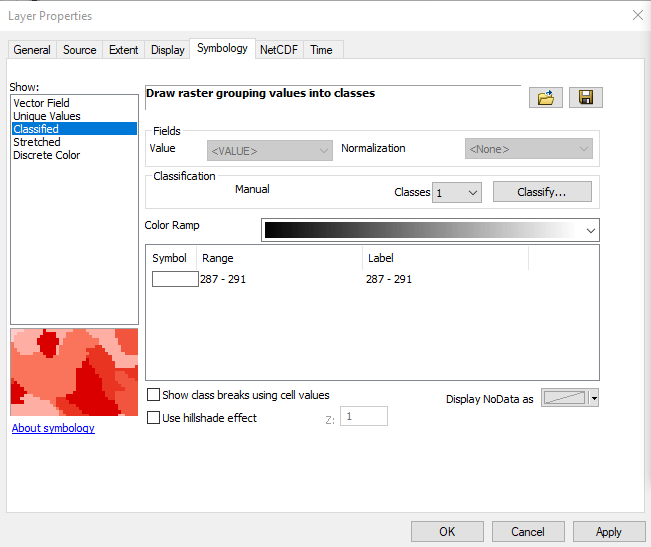 Layer Properties
General Source Extent Display Symbology NetCDF Time
Show:
Vector Field
Unique Values
Classified
Stretched
Discrete Color
About symbology
Draw raster grouping values into classes
Fields
Value <VALUE> Normalization <None>
Classification
Manual Classes 1 Classify...
Color Ramp
Symbol Range Label
287 - 291 287 - 291
Show class breaks using cell values
Display NoData as
Use hillshade effect Z: 1
OK Cancel Apply